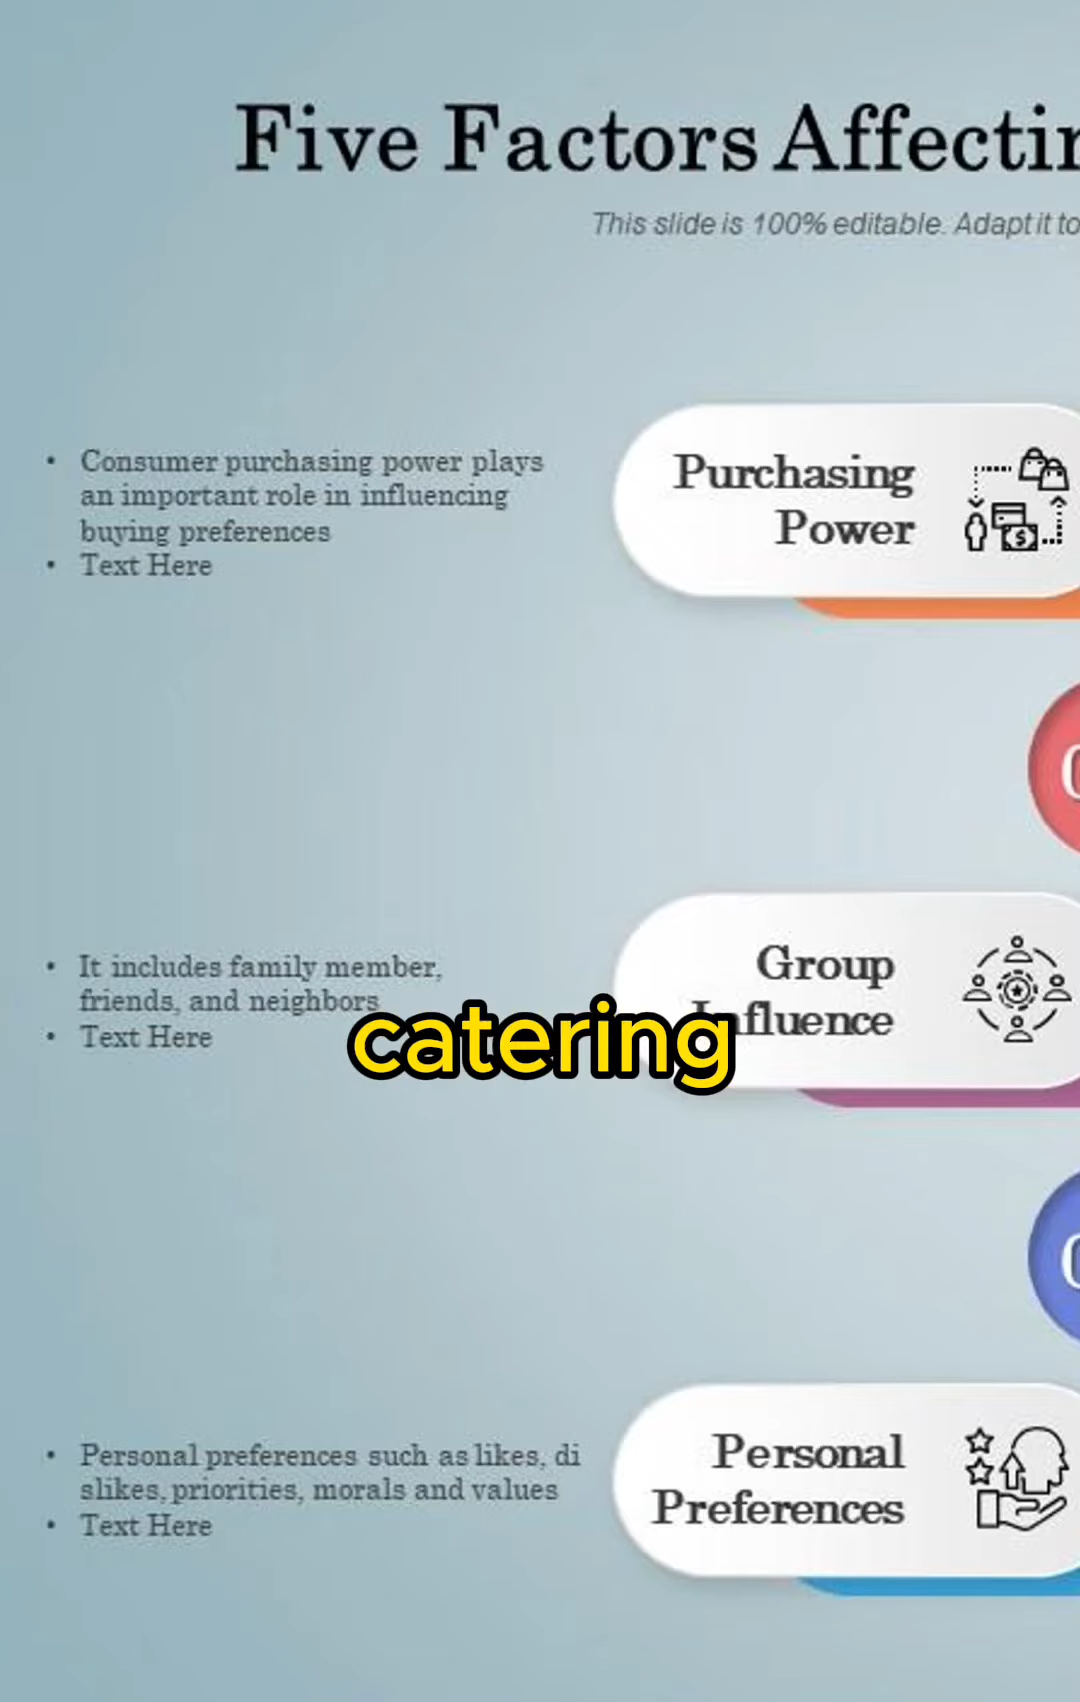 Five Factors Affectin
This slide is 100% editable. Adapt it to
• Consumer purchasing power plays
an important role in influencing
buying preferences
• Text Here
Purchasing
Power
• It includes family member,
friends, and neighbors
• Text Here
Group
Influence
catering
• Personal preferences such as likes, di
slikes, priorities, morals and values
• Text Here
Personal
Preferences